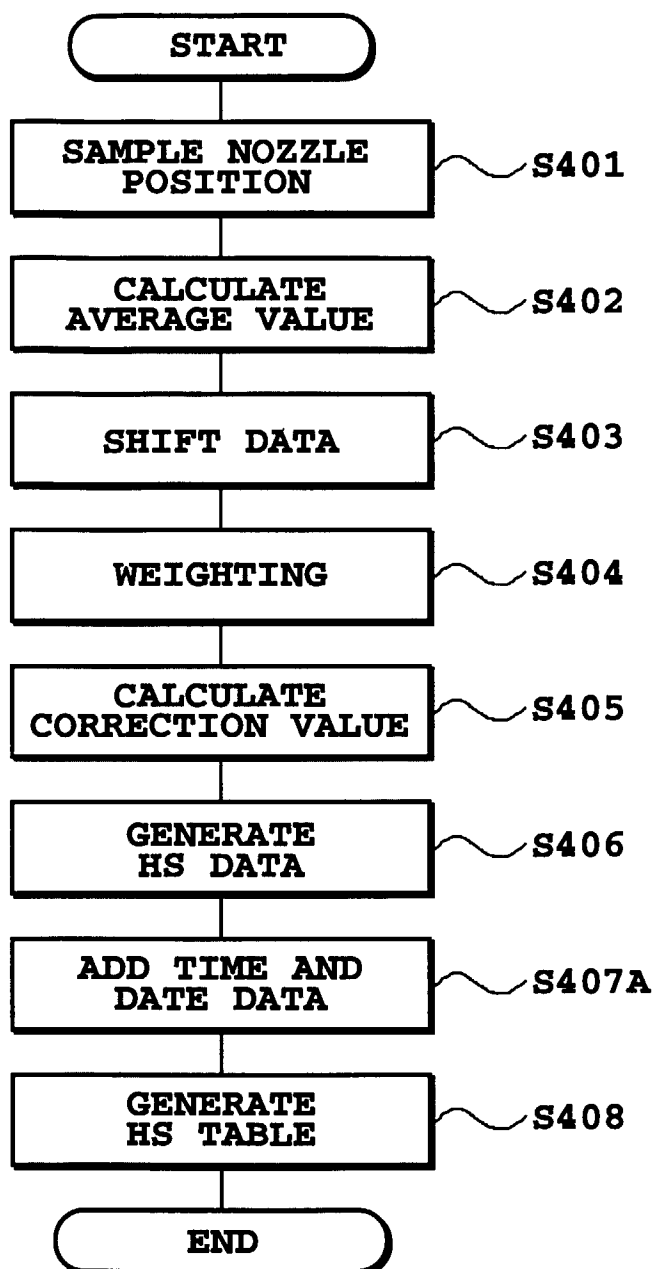 START
SAMPLE NOZZLE
POSITION
S401
CALCULATE
AVERAGE VALUE
S402
SHIFT DATA
S403
WEIGHTING
S404
CALCULATE
CORRECTION VALUE
S405
GENERATE
HS DATA
S406
ADD TIME AND
DATE DATA
S407A
GENERATE
HS TABLE
S408
END